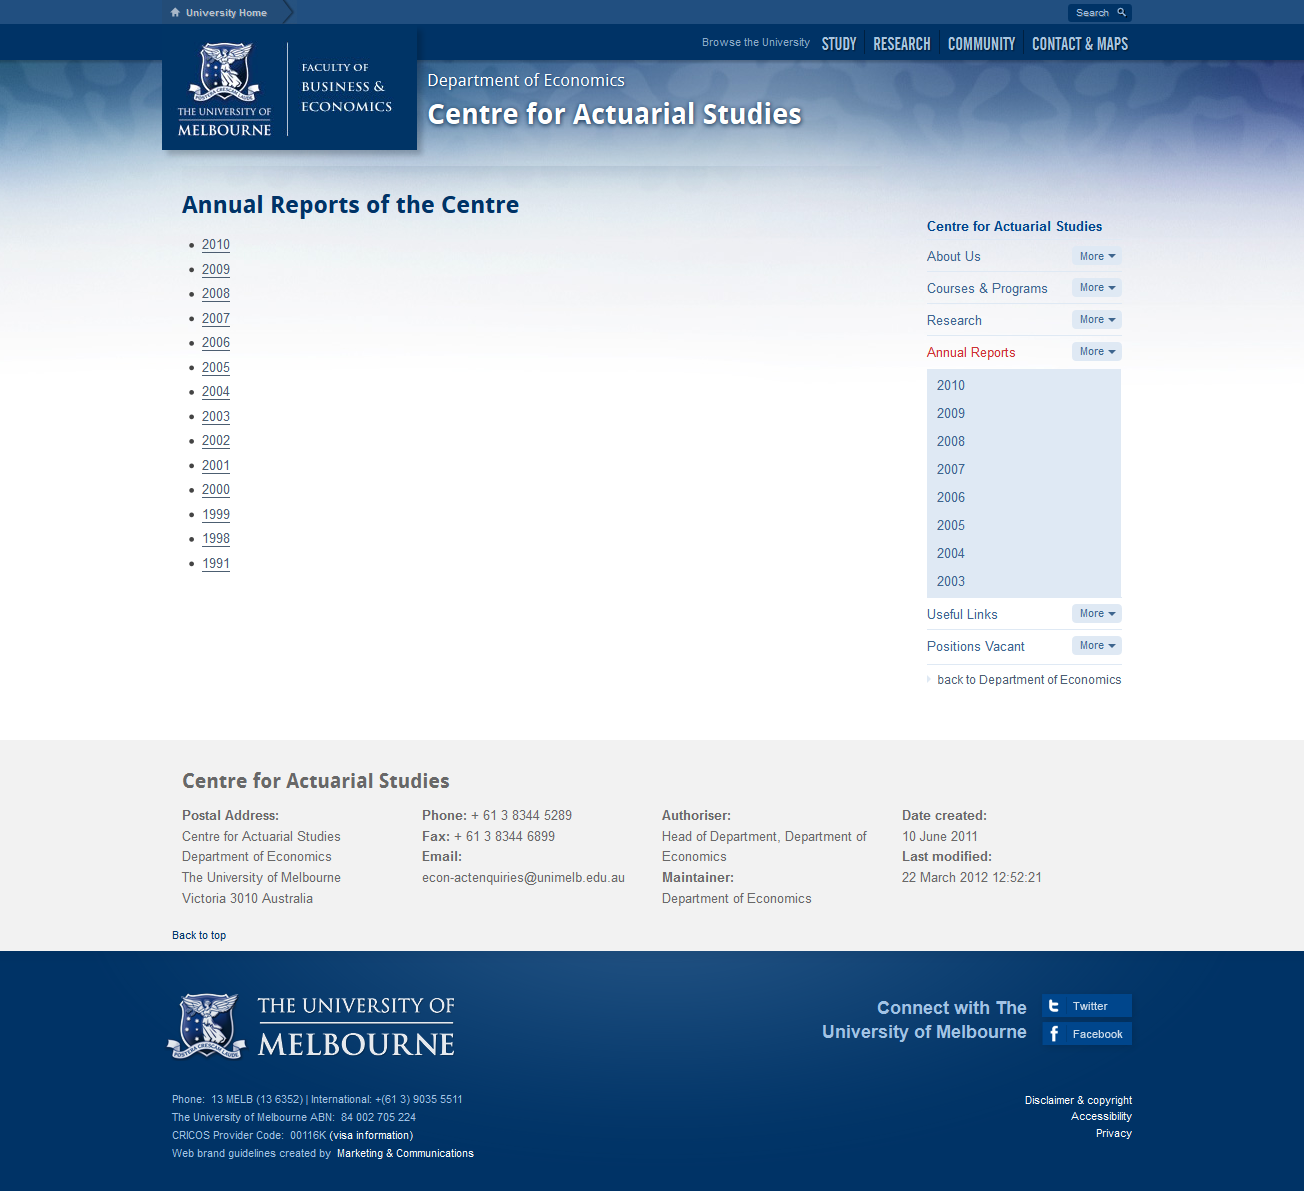 University Home
Search
Browse the University STUDY RESEARCH COMMUNITY CONTACT & MAPS
THE UNIVERSITY OF
MELBOURNE
FACULTY OF
BUSINESS &
ECONOMICS
Department of Economics
Centre for Actuarial Studies
Annual Reports of the Centre
2010
2009
2008
2007
2006
2005
2004
2003
2002
2001
2000
1999
1998
1991
Centre for Actuarial Studies
About Us More
Courses & Programs More
Research More
Annual Reports More
2010
2009
2008
2007
2006
2005
2004
2003
Useful Links More
Positions Vacant More
back to Department of Economics
Centre for Actuarial Studies
Postal Address:
Centre for Actuarial Studies
Department of Economics
The University of Melbourne
Victoria 3010 Australia
Phone: + 61 3 8344 5289
Fax: + 61 3 8344 6899
Email:
econ-actenquiries@unimelb.edu.au
Authoriser:
Head of Department, Department of
Economics
Maintainer:
Department of Economics
Date created:
10 June 2011
Last modified:
22 March 2012 12:52:21
Back to top
THE UNIVERSITY OF
MELBOURNE
Connect with The
University of Melbourne
Twitter
Facebook
Phone: 13 MELB (13 6352) | International: +(61 3) 9035 5511
The University of Melbourne ABN: 84 002 705 224
CRICOS Provider Code: 00116K (visa information)
Web brand guidelines created by Marketing & Communications
Disclaimer & copyright
Accessibility
Privacy